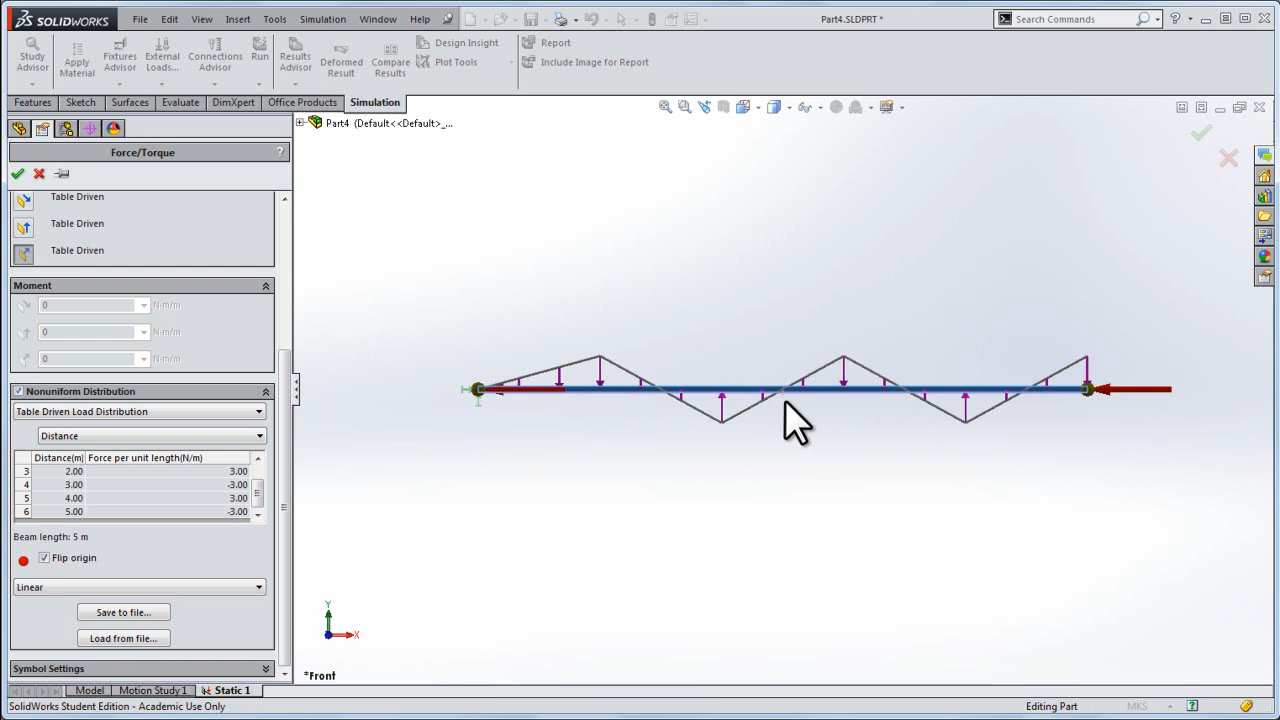 SOLIDWORKS File Edit View Insert Tools Simulation Window Help Part4.SLDPRT * Search Commands
Study Advisor
Apply Material
Fixtures Advisor
External Loads...
Connections Advisor
Run
Results Advisor
Deformed Result
Compare Results
Design Insight
Plot Tools
Report
Include Image for Report
Features Sketch Surfaces Evaluate DimXpert Office Products Simulation
Part4 (Default<<Default>_...
Force/Torque ?
Table Driven
Table Driven
Table Driven
Moment
0 N·m/m
0 N·m/m
0 N·m/m
Nonuniform Distribution
Table Driven Load Distribution
Distance
Distance(m) Force per unit length(N/m)
3 2.00 3.00
4 3.00 -3.00
5 4.00 3.00
6 5.00 -3.00
Beam length: 5 m
Flip origin
Linear
Save to file...
Load from file...
Symbol Settings
Y
X
*Front
Model Motion Study 1 Static 1
SolidWorks Student Edition - Academic Use Only Editing Part MKS ?